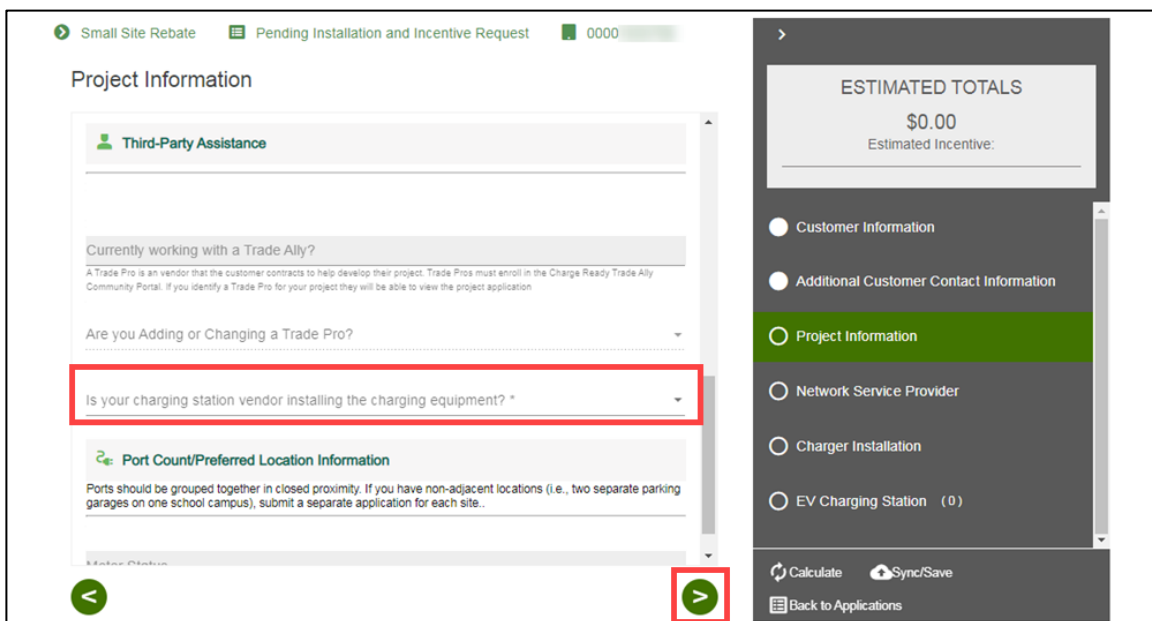 Small Site Rebate Pending Installation and Incentive Request 0000
Project Information
Third-Party Assistance
Currently working with a Trade Ally?
A Trade Pro is an vendor that the customer contracts to help develop their project. Trade Pros must enroll in the Charge Ready Trade Ally
Community Portal. If you identify a Trade Pro for your project they will be able to view the project application
Are you Adding or Changing a Trade Pro?
Is your charging station vendor installing the charging equipment? *
Port Count/Preferred Location Information
Ports should be grouped together in closed proximity. If you have non-adjacent locations (i.e., two separate parking
garages on one school campus), submit a separate application for each site..
Meter Status
<
>
>
ESTIMATED TOTALS
$0.00
Estimated Incentive:
Customer Information
Additional Customer Contact Information
Project Information
Network Service Provider
Charger Installation
EV Charging Station (0)
Calculate Sync/Save
Back to Applications